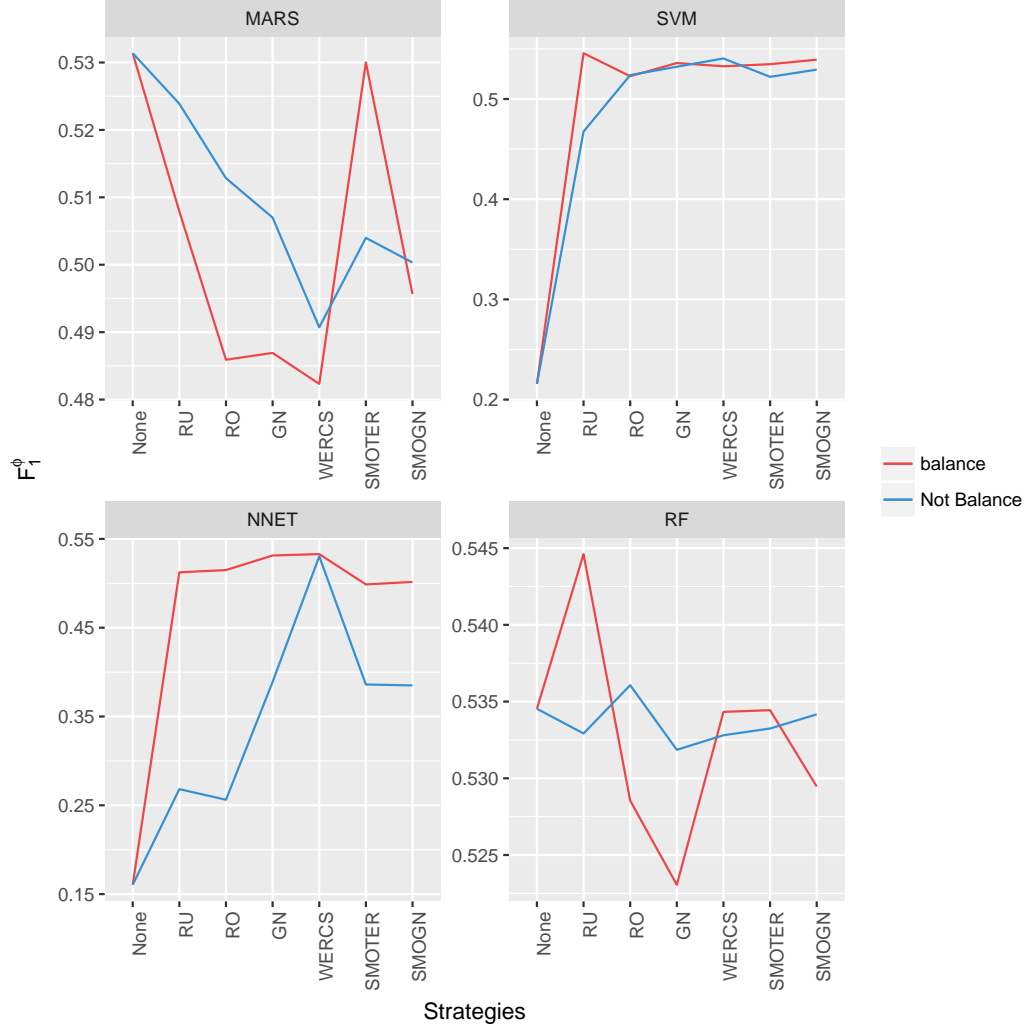 MARS
0.53
0.52
0.51
0.50
0.49
0.48
None
RU
RO
GN
WERCS
SMOTER
SMOGN
SVM
0.5
0.4
0.3
0.2
None
RU
RO
GN
WERCS
SMOTER
SMOGN
F₁^ϕ
balance
Not Balance
NNET
0.55
0.45
0.35
0.25
0.15
None
RU
RO
GN
WERCS
SMOTER
SMOGN
RF
0.545
0.540
0.535
0.530
0.525
None
RU
RO
GN
WERCS
SMOTER
SMOGN
Strategies